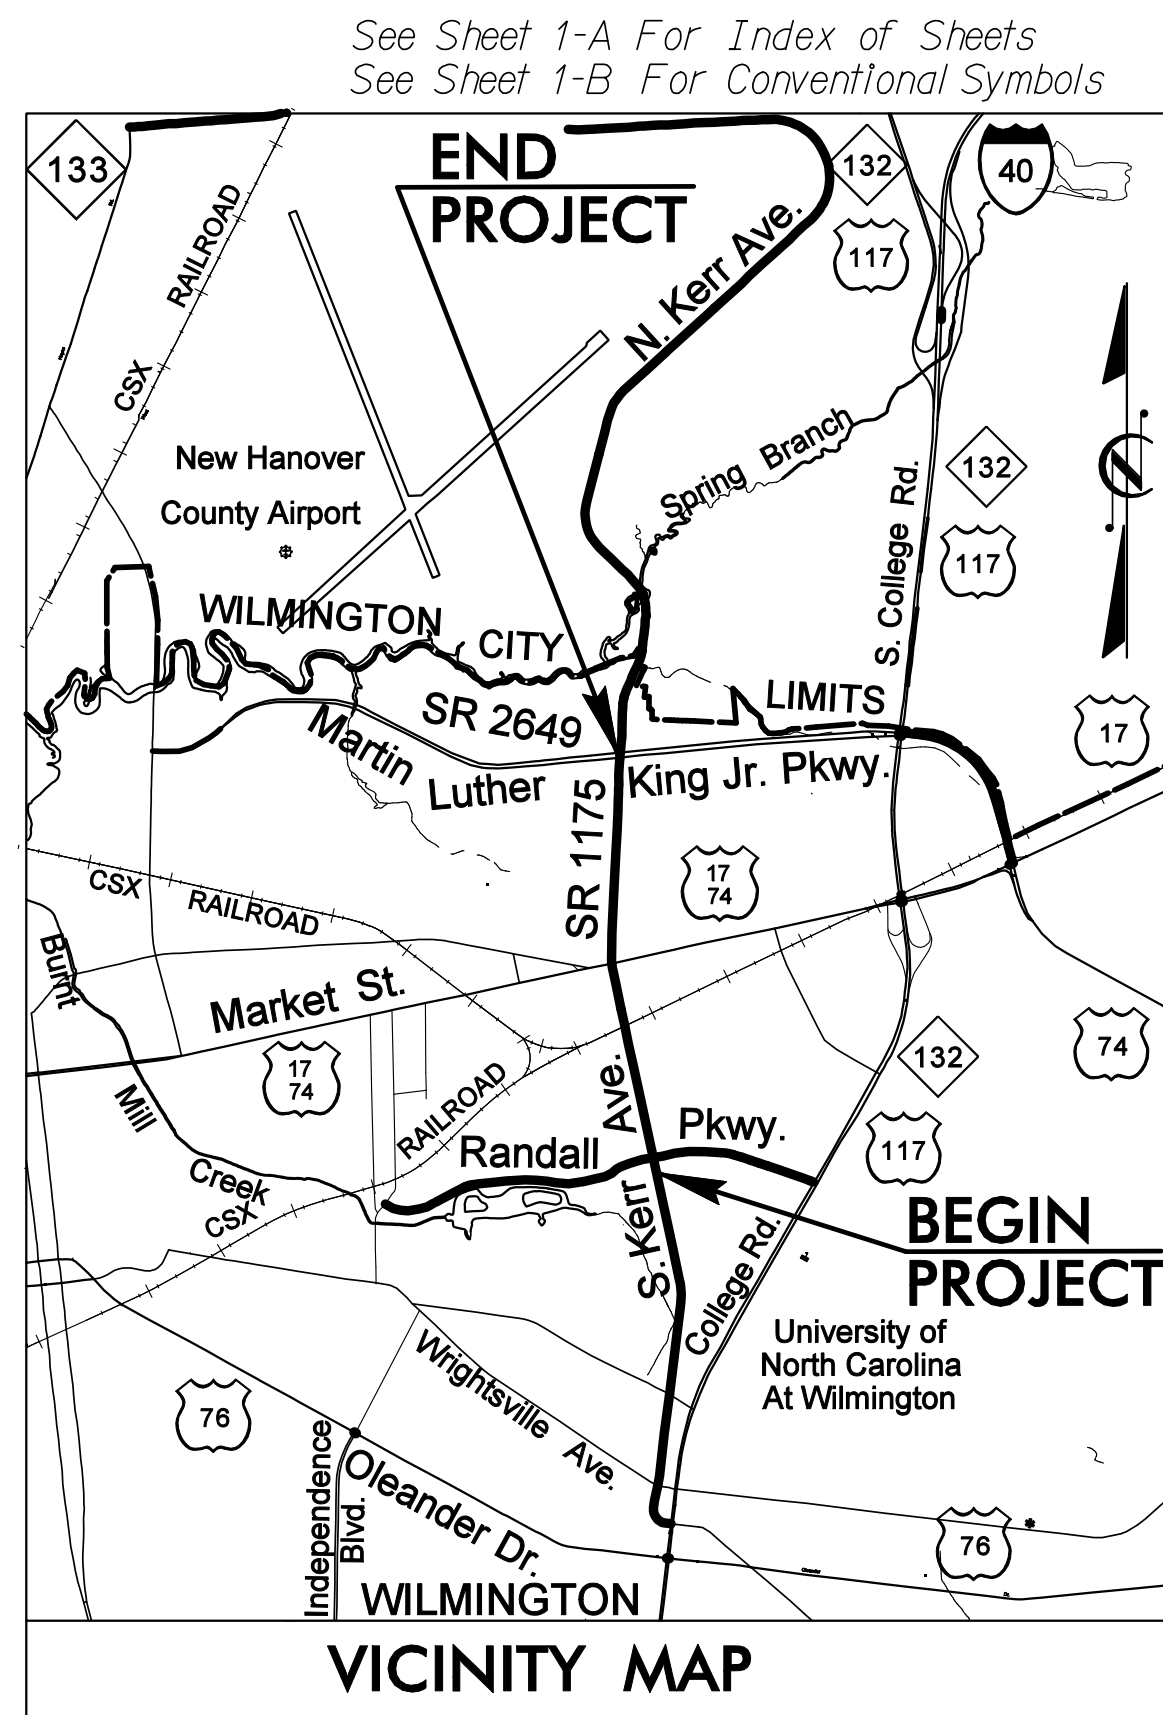 See Sheet 1-A For Index of Sheets
See Sheet 1-B For Conventional Symbols
133
END
PROJECT
132
40
117
RAILROAD
N. Kerr Ave.
CSX
New Hanover
County Airport
Spring Branch
132
S. College Rd.
117
N
WILMINGTON
CITY
LIMITS
SR 2649
17
Martin
Luther
King Jr. Pkwy.
SR 1175
17
74
CSX
RAILROAD
Burnt
Market St.
17
74
132
74
Mill
RAILROAD
Ave.
Pkwy.
Randall
117
Creek
CSX
S. Kerr
BEGIN
PROJECT
College Rd.
University of
North Carolina
At Wilmington
Wrightsville Ave.
76
Independence
Blvd.
Oleander Dr.
76
WILMINGTON
VICINITY MAP